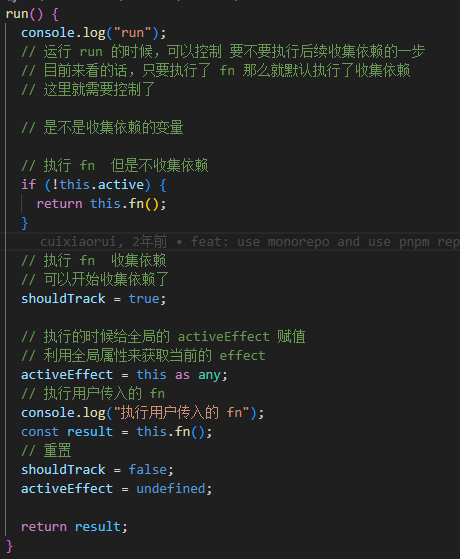 run() {
console.log("run");
// 运行 run 的时候，可以控制 要不要执行后续收集依赖的一步
// 目前来看的话，只要执行了 fn 那么就默认执行了收集依赖
// 这里就需要控制了
// 是不是收集依赖的变量
// 执行 fn  但是不收集依赖
if (!this.active) {
return this.fn();
}
cuixiaorui, 2年前 • feat: use monorepo and use pnpm rep
// 执行 fn  收集依赖
// 可以开始收集依赖了
shouldTrack = true;
// 执行的时候给全局的 activeEffect 赋值
// 利用全局属性来获取当前的 effect
activeEffect = this as any;
// 执行用户传入的 fn
console.log("执行用户传入的 fn");
const result = this.fn();
// 重置
shouldTrack = false;
activeEffect = undefined;
return result;
}